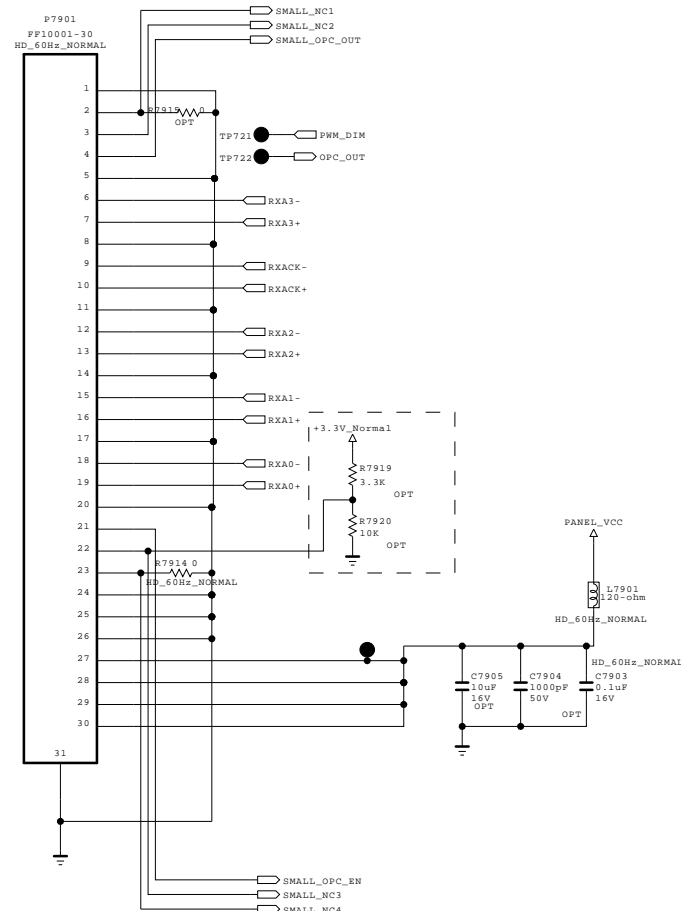 SMALL_NC1
P7901
SMALL_NC2
FF10001-30
SMALL_OPC_OUT
HD_60Hz_NORMAL
1
2
R7915 0
OPT
3
TP721
PWM_DIM
4
TP722
OPC_OUT
5
6
RXA3-
7
RXA3+
8
9
RXACK-
10
RXACK+
11
12
RXA2-
13
RXA2+
14
15
RXA1-
16
RXA1+
17
+3.3V_Normal
18
RXA0-
R7919
3.3K
19
RXA0+
OPT
20
21
R7920
10K
PANEL_VCC
OPT
22
23
R7914 0
HD_60Hz_NORMAL
24
L7901
120-ohm
25
HD_60Hz_NORMAL
26
27
HD_60Hz_NORMAL
28
C7905
10uF
16V
OPT
C7904
1000pF
50V
C7903
0.1uF
16V
29
OPT
30
31
SMALL_OPC_EN
SMALL_NC3
SMALL_NC4